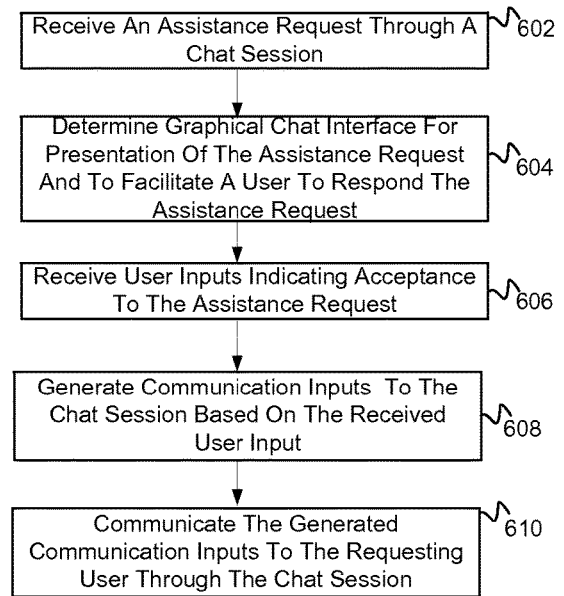 Receive An Assistance Request Through A
Chat Session
602
Determine Graphical Chat Interface For
Presentation Of The Assistance Request
And To Facilitate A User To Respond The
Assistance Request
604
Receive User Inputs Indicating Acceptance
To The Assistance Request
606
Generate Communication Inputs To The
Chat Session Based On The Received
User Input
608
Communicate The Generated
Communication Inputs To The Requesting
User Through The Chat Session
610